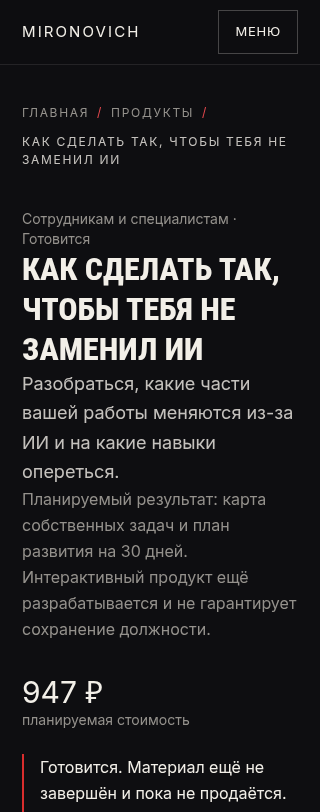 MIRONOVICH
МЕНЮ
ГЛАВНАЯ / ПРОДУКТЫ /
КАК СДЕЛАТЬ ТАК, ЧТОБЫ ТЕБЯ НЕ
ЗАМЕНИЛ ИИ
Сотрудникам и специалистам ·
Готовится
КАК СДЕЛАТЬ ТАК,
ЧТОБЫ ТЕБЯ НЕ
ЗАМЕНИЛ ИИ
Разобраться, какие части
вашей работы меняются из-за
ИИ и на какие навыки
опереться.
Планируемый результат: карта
собственных задач и план
развития на 30 дней.
Интерактивный продукт ещё
разрабатывается и не гарантирует
сохранение должности.
947 ₽
планируемая стоимость
Готовится. Материал ещё не
завершён и пока не продаётся.